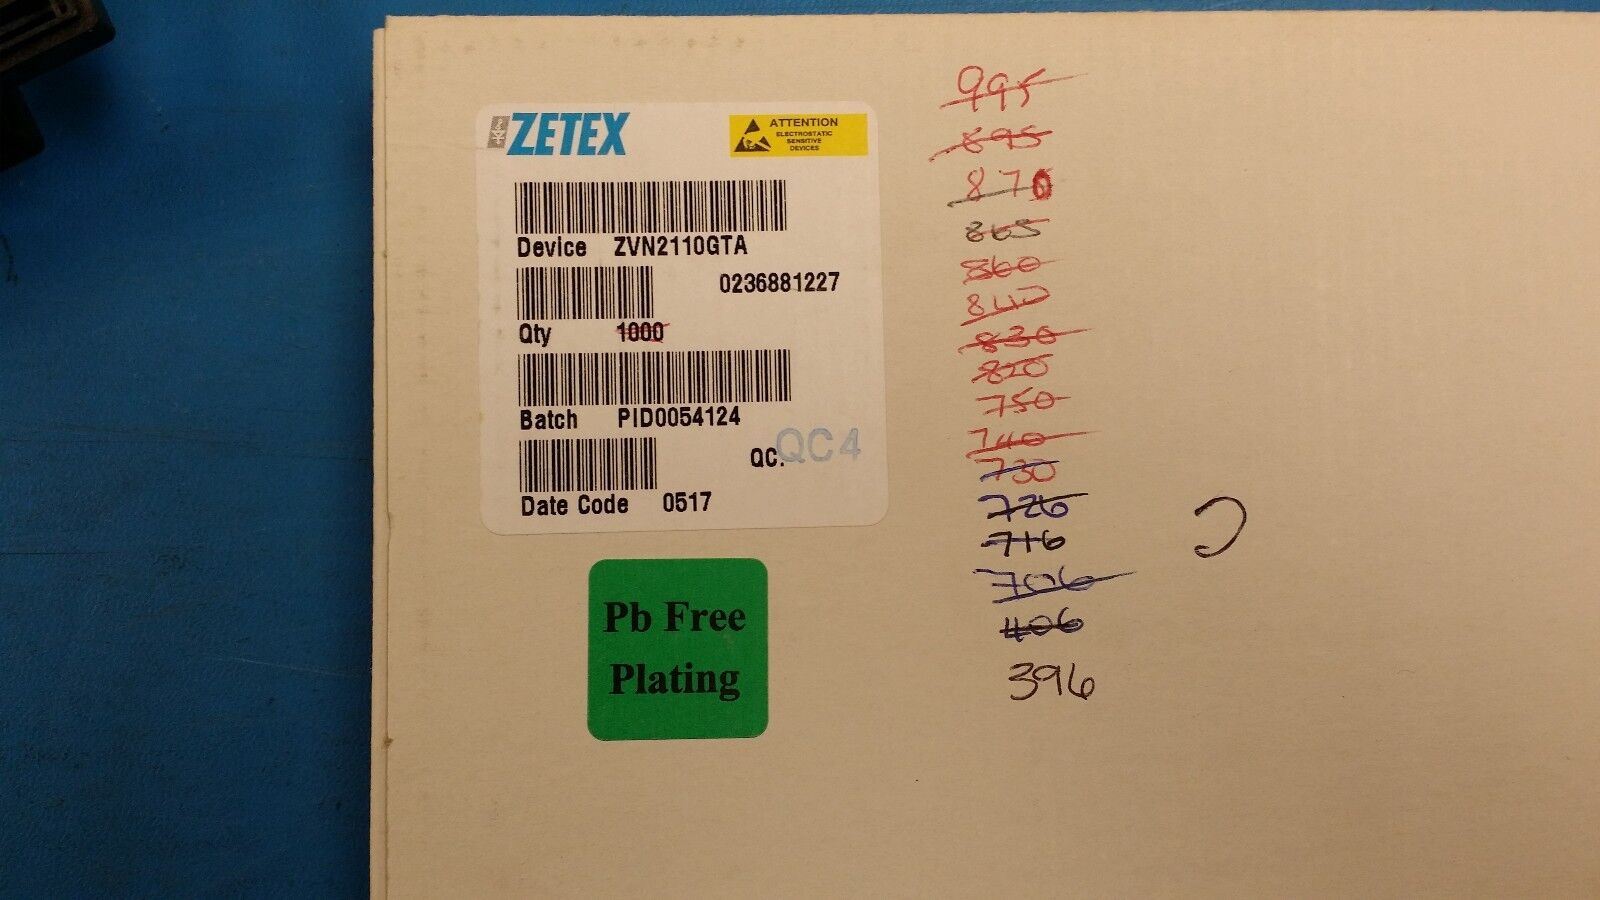 ZETEX
ATTENTION
ELECTROSTATIC
SENSITIVE
DEVICES
Device ZVN2110GTA
0236881227
Qty 1000
Batch PID0054124
QC. QC4
Date Code 0517
Pb Free
Plating
995
895
870
865
860
840
830
820
750
740
730
726
716
706
406
396